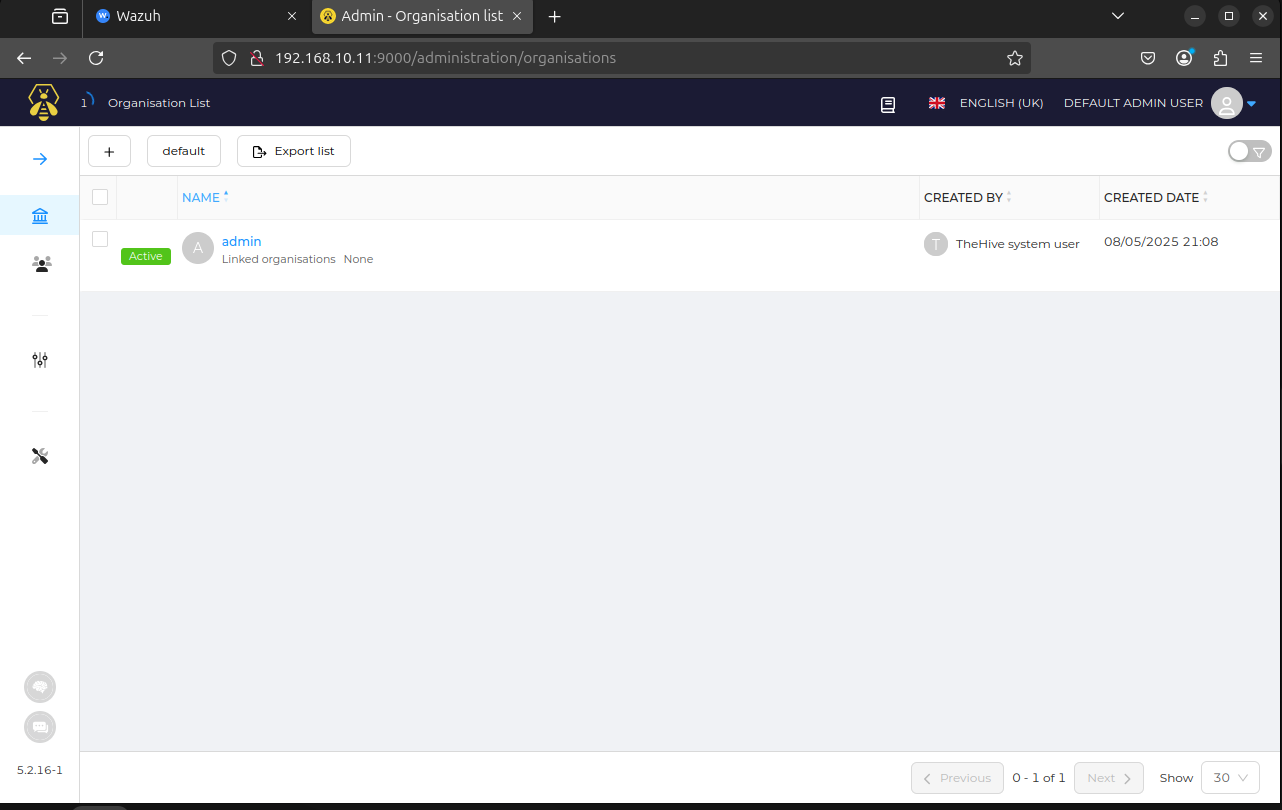 Wazuh
Admin - Organisation list
192.168.10.11:9000/administration/organisations
1 Organisation List
ENGLISH (UK)
DEFAULT ADMIN USER
+ default Export list
NAME CREATED BY CREATED DATE
Active A admin T TheHive system user 08/05/2025 21:08
Linked organisations None
5.2.16-1
Previous 0 - 1 of 1 Next Show 30